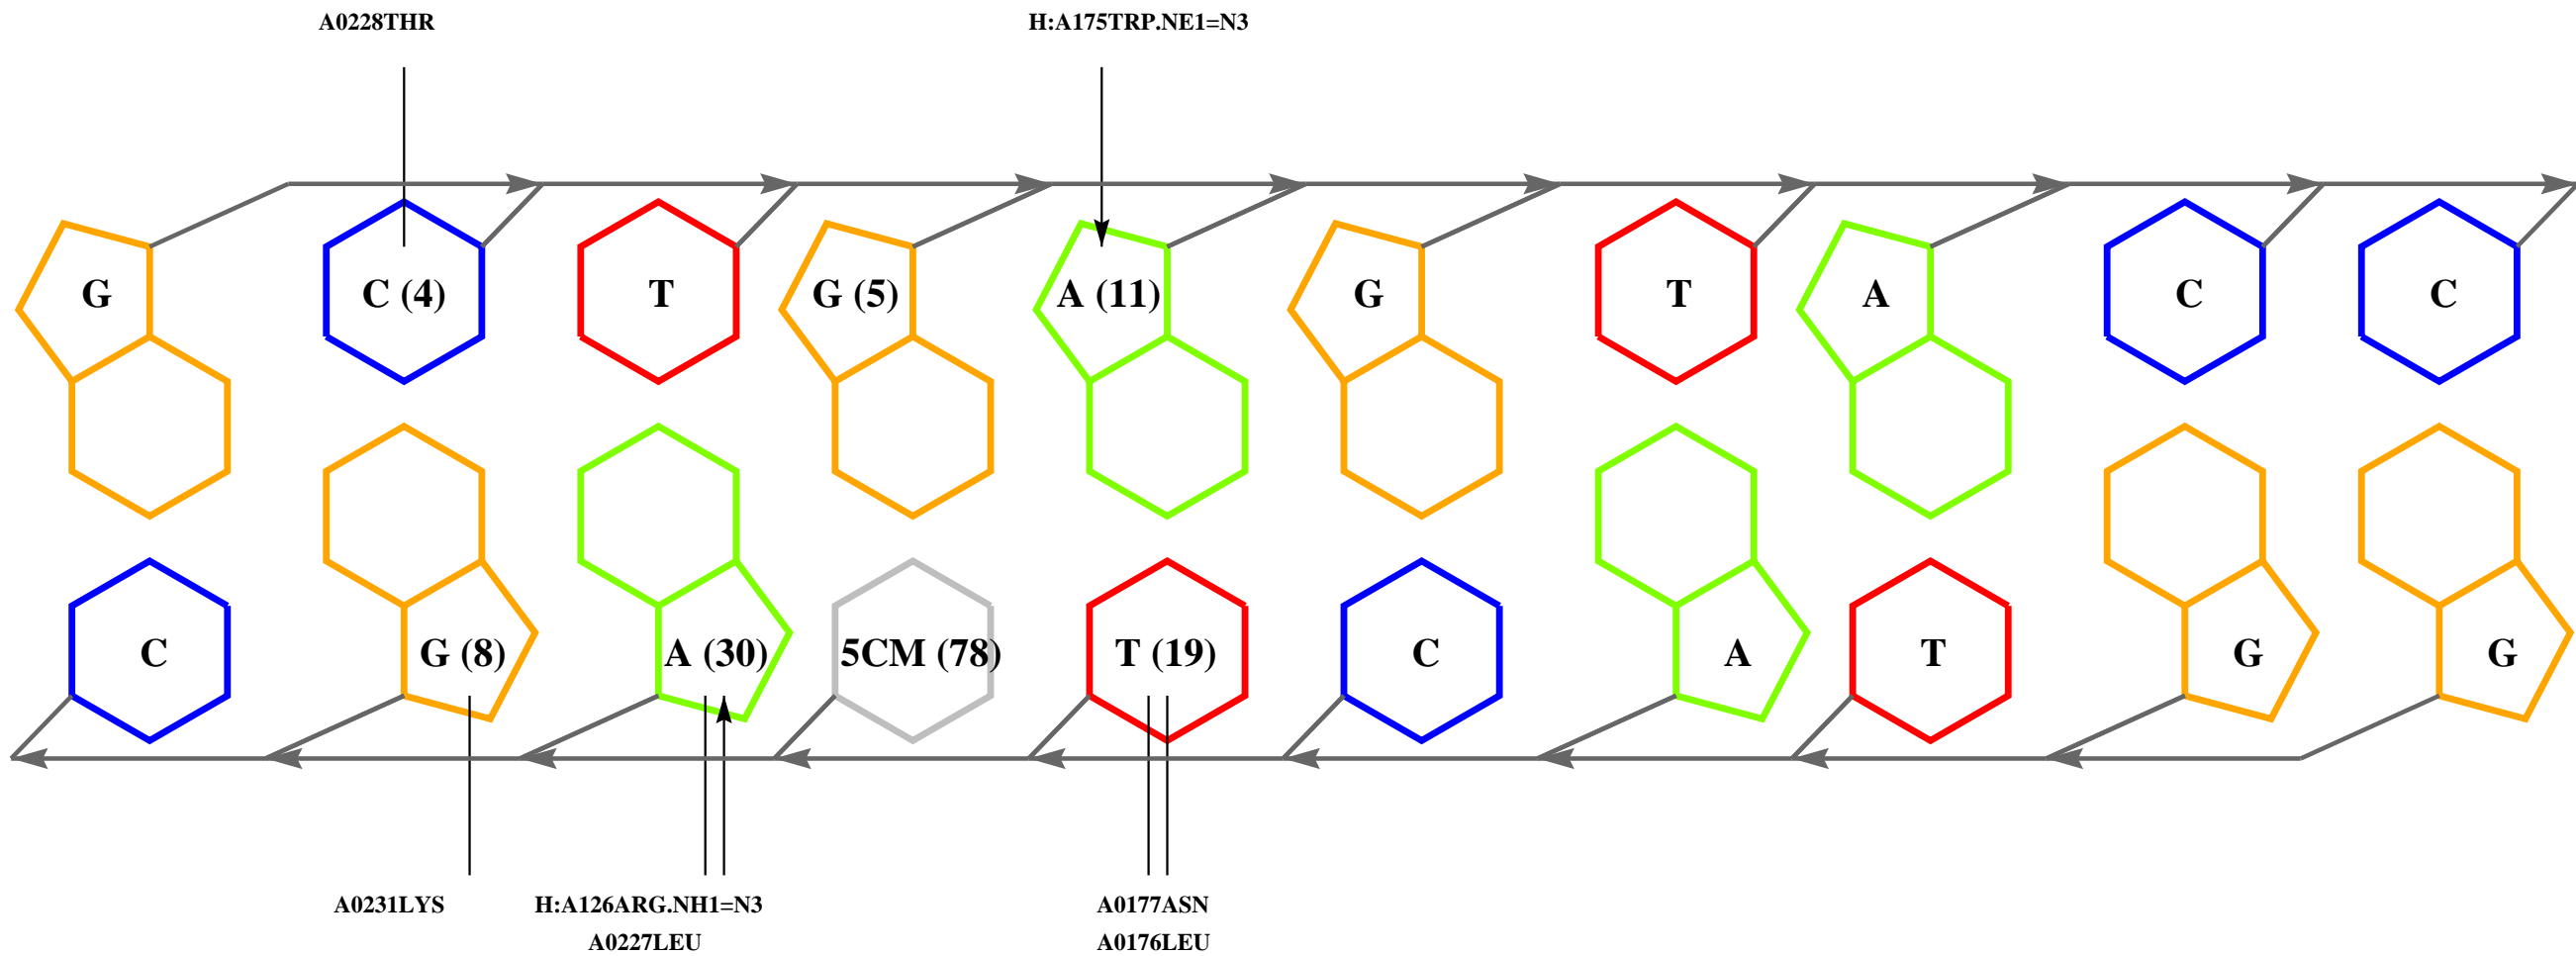 A0228THR H:A175TRP.NE1=N3
G C (4) T G (5) A (11) G T A C C
C G (8) A (30) 5CM (78) T (19) C A T G G
A0231LYS H:A126ARG.NH1=N3 A0177ASN
A0227LEU A0176LEU